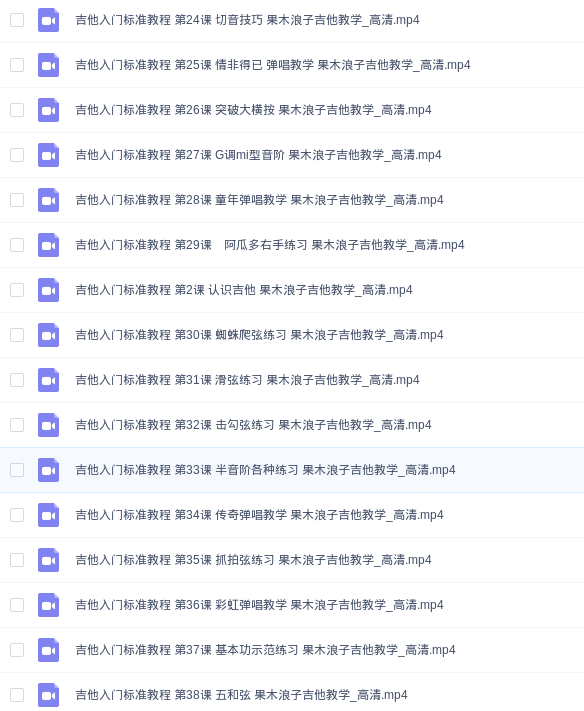 吉他入门标准教程 第24课 切音技巧 果木浪子吉他教学_高清.mp4
吉他入门标准教程 第25课 情非得已 弹唱教学 果木浪子吉他教学_高清.mp4
吉他入门标准教程 第26课 突破大横按 果木浪子吉他教学_高清.mp4
吉他入门标准教程 第27课 G调mi型音阶 果木浪子吉他教学_高清.mp4
吉他入门标准教程 第28课 童年弹唱教学 果木浪子吉他教学_高清.mp4
吉他入门标准教程 第29课　阿瓜多右手练习 果木浪子吉他教学_高清.mp4
吉他入门标准教程 第2课 认识吉他 果木浪子吉他教学_高清.mp4
吉他入门标准教程 第30课 蜘蛛爬弦练习 果木浪子吉他教学_高清.mp4
吉他入门标准教程 第31课 滑弦练习 果木浪子吉他教学_高清.mp4
吉他入门标准教程 第32课 击勾弦练习 果木浪子吉他教学_高清.mp4
吉他入门标准教程 第33课 半音阶各种练习 果木浪子吉他教学_高清.mp4
吉他入门标准教程 第34课 传奇弹唱教学 果木浪子吉他教学_高清.mp4
吉他入门标准教程 第35课 抓拍弦练习 果木浪子吉他教学_高清.mp4
吉他入门标准教程 第36课 彩虹弹唱教学 果木浪子吉他教学_高清.mp4
吉他入门标准教程 第37课 基本功示范练习 果木浪子吉他教学_高清.mp4
吉他入门标准教程 第38课 五和弦 果木浪子吉他教学_高清.mp4